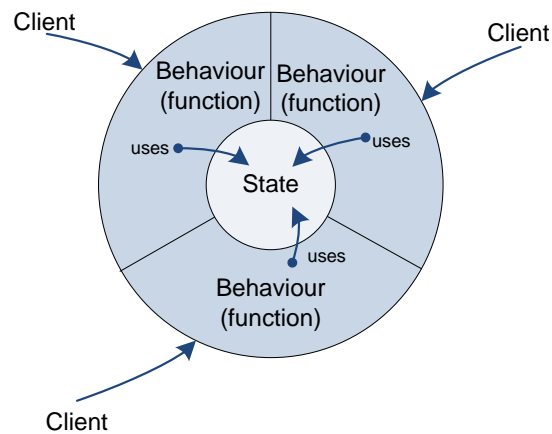 Client
Client
Behaviour
(function)
Behaviour
(function)
uses
uses
State
uses
Behaviour
(function)
Client